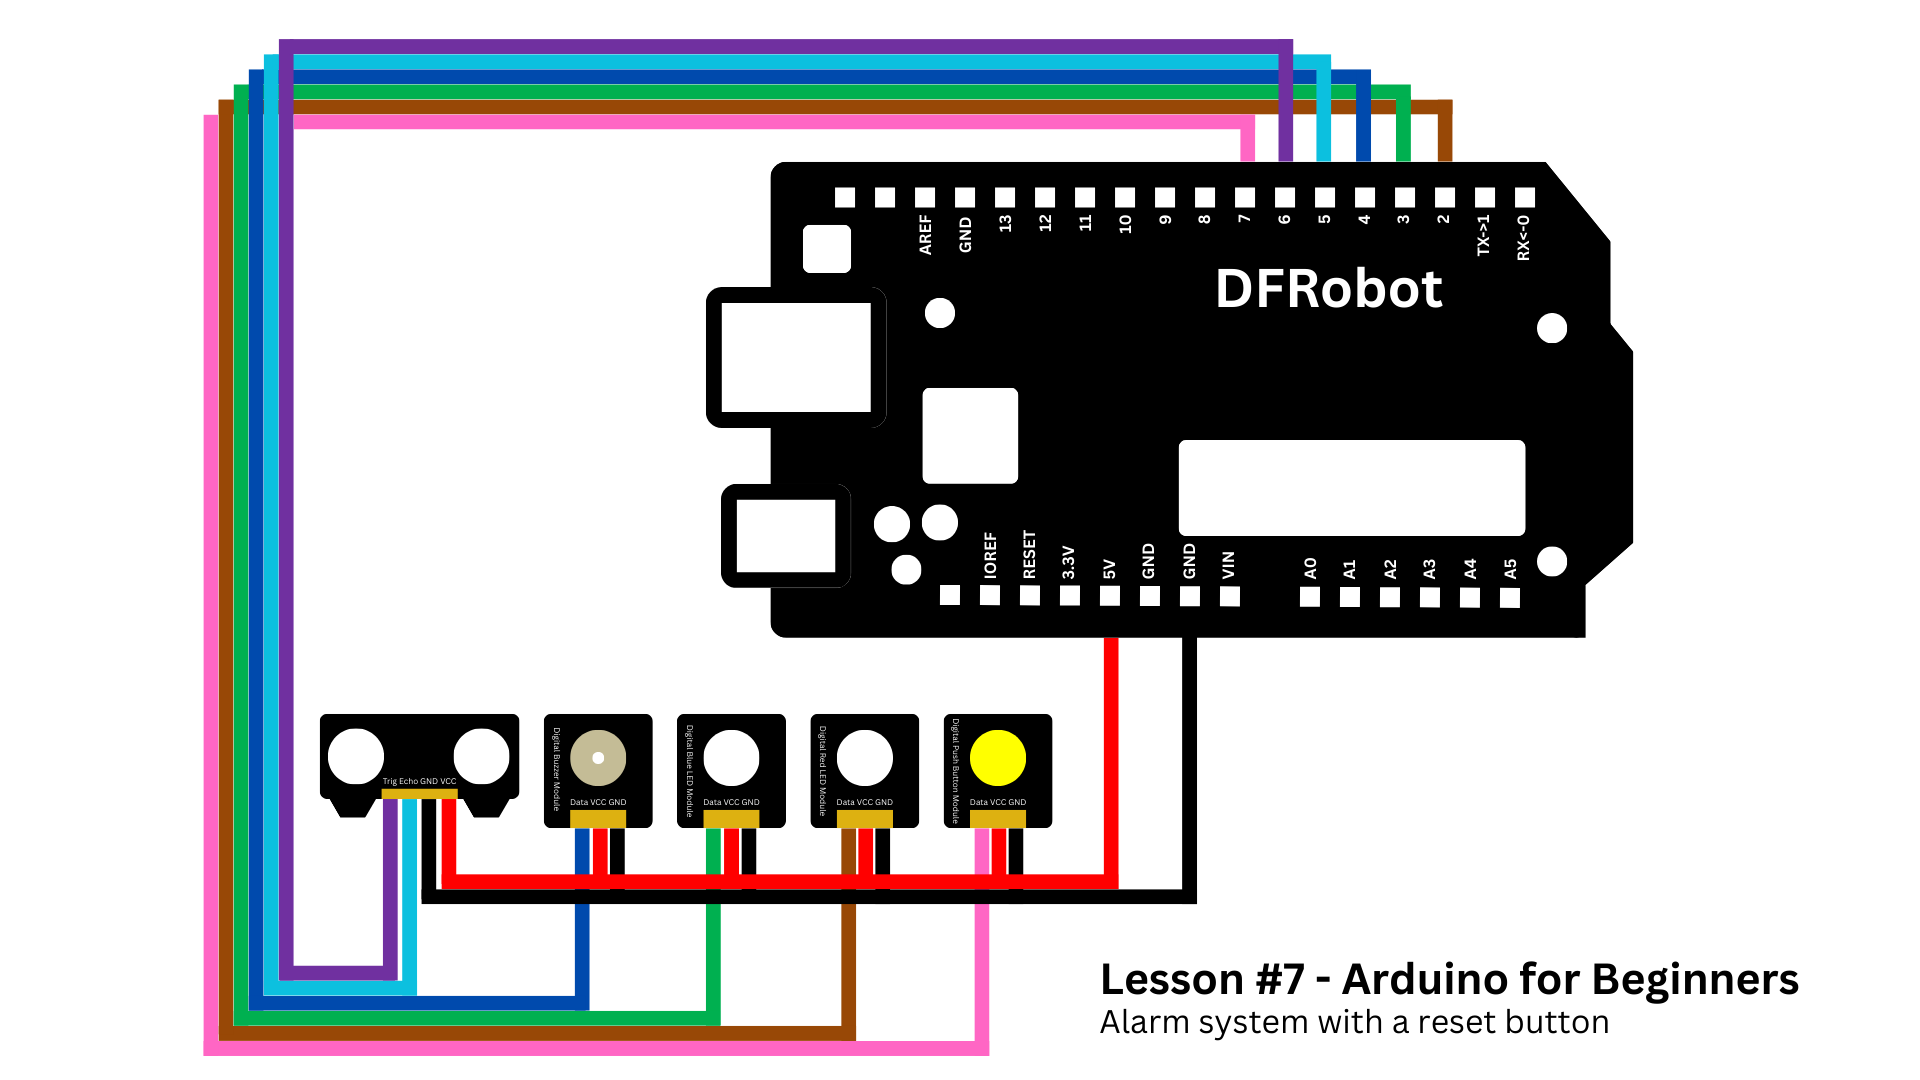 AREF
GND
13
12
11
10
9
8
7
6
5
4
3
2
TX->1
RX<-0
DFRobot
IOREF
RESET
3.3V
5V
GND
GND
VIN
A0
A1
A2
A3
A4
A5
Trig Echo GND VCC
Digital Buzzer Module
Data VCC GND
Digital Blue LED Module
Data VCC GND
Digital Red LED Module
Data VCC GND
Digital Push Button Module
Data VCC GND
Lesson #7 - Arduino for Beginners
Alarm system with a reset button